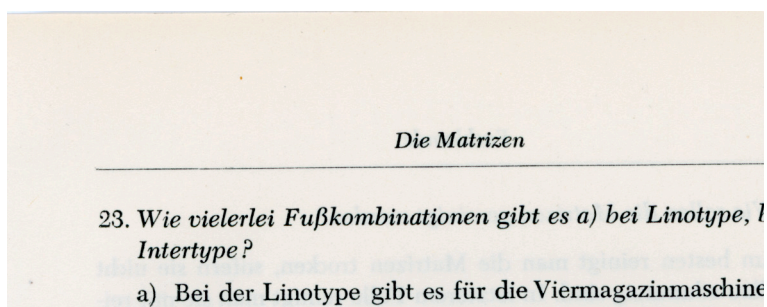 Die Matrizen
23. Wie vielerlei Fußkombinationen gibt es a) bei Linotype,
Intertype?
a) Bei der Linotype gibt es für die Viermagazinmaschine